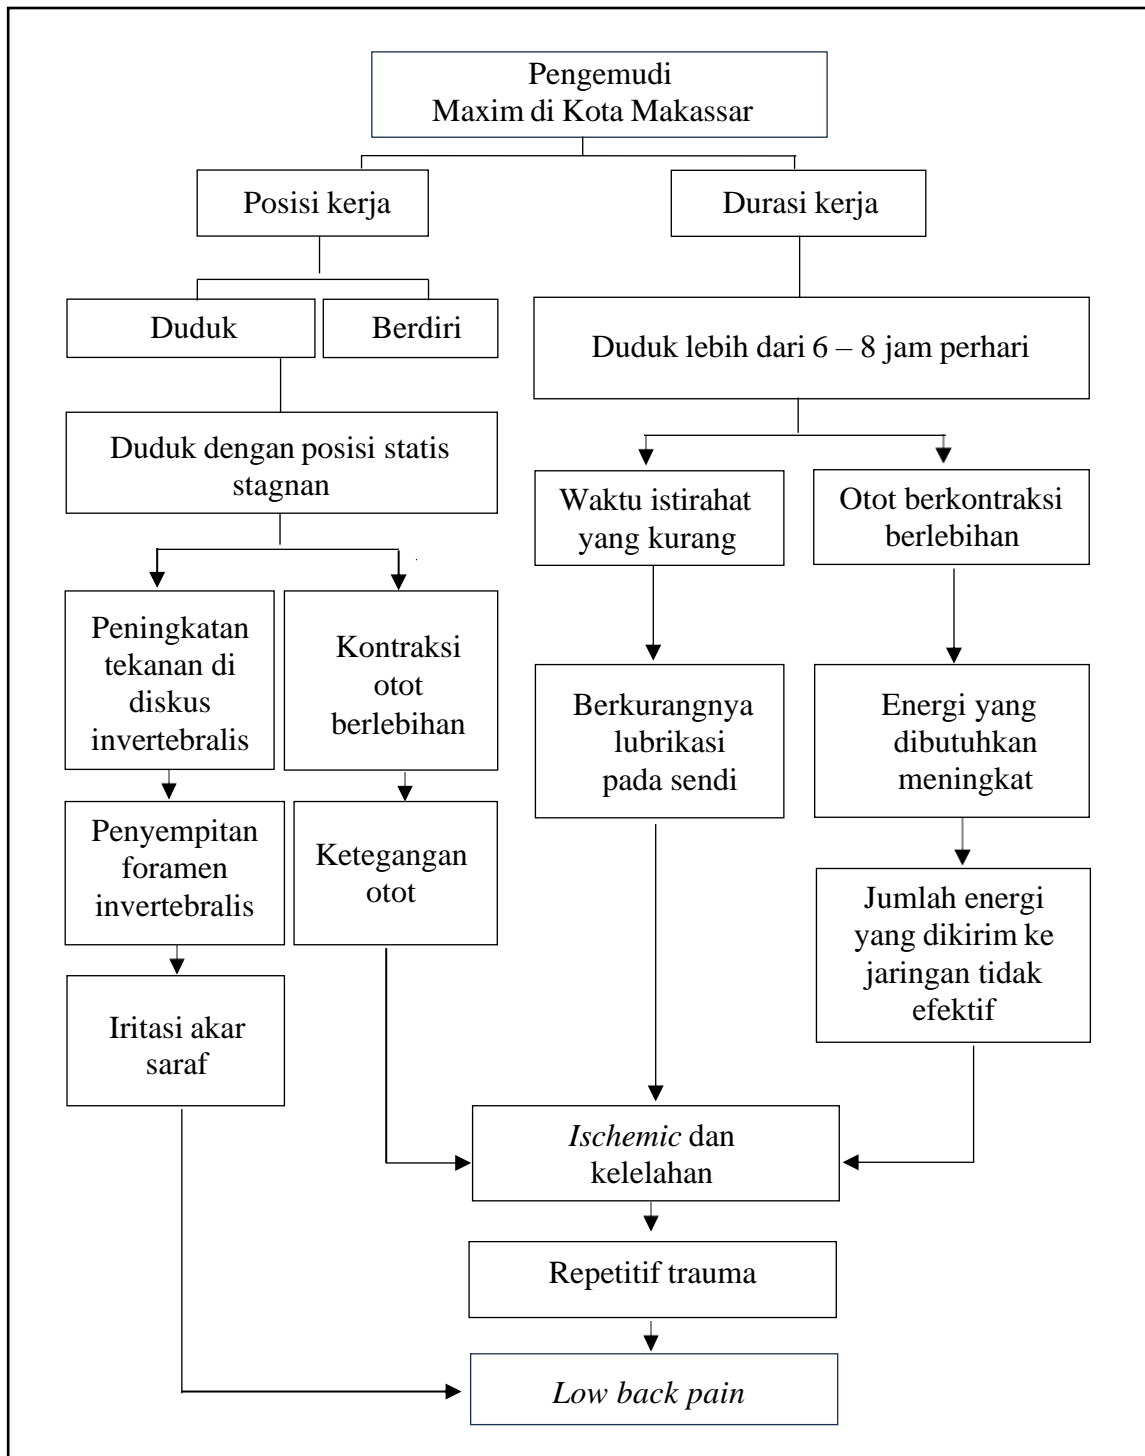 Pengemudi
Maxim di Kota Makassar
Posisi kerja
Durasi kerja
Duduk
Berdiri
Duduk lebih dari 6 – 8 jam perhari
Duduk dengan posisi statis
stagnan
Waktu istirahat
yang kurang
Otot berkontraksi
berlebihan
Peningkatan
tekanan di
diskus
invertebralis
Kontraksi
otot
berlebihan
Berkurangnya
lubrikasi
pada sendi
Energi yang
dibutuhkan
meningkat
Penyempitan
foramen
invertebralis
Ketegangan
otot
Jumlah energi
yang dikirim ke
jaringan tidak
efektif
Iritasi akar
saraf
Ischemic dan
kelelahan
Repetitif trauma
Low back pain